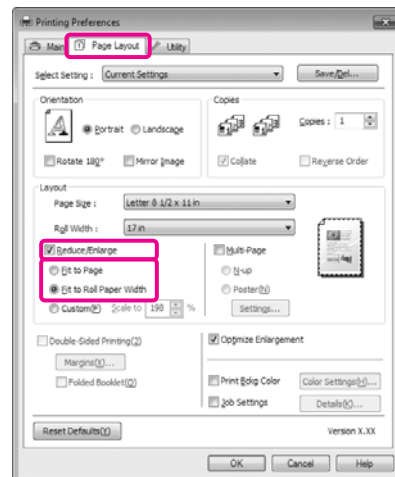 Printing Preferences
Main Page Layout Utility
Select Setting : Current Settings Save/Del...
Orientation
Portrait Landscape
Rotate 180° Mirror Image
Copies
Copies : 1
Collate Reverse Order
Layout
Page Size : Letter 8 1/2 x 11 in
Roll Width : 17 in
Reduce/Enlarge
Fit to Page
Fit to Roll Paper Width
Custom(F) Scale to 198 %
Multi-Page
N-up
Poster(N)
Settings...
Double-Sided Printing(2)
Margins(X)...
Folded Booklet(Q)
Optimize Enlargement
Print Bckg Color Color Settings(H)...
Job Settings Details(K)...
Reset Defaults(Y) Version X.XX
OK Cancel Help